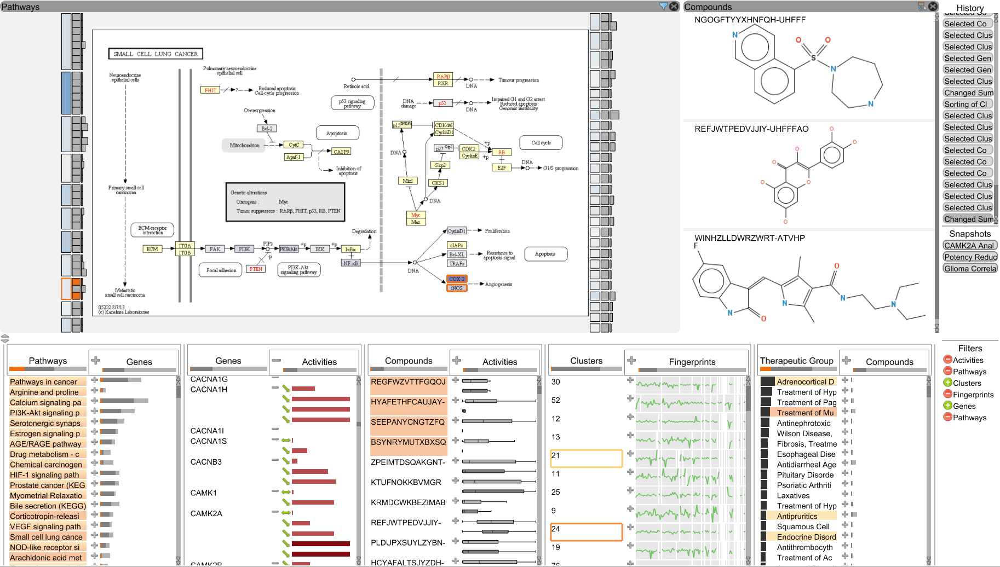 Pathways
SMALL CELL LUNG CANCER
Neuroendocrine
epithelial cells
Primary small cell
carcinoma
Metastatic
small cell carcinoma
05222 8/7/13
(c) Kanehisa Laboratories
Pulmonary neuroendocrine
epithelial cell
FHIT
?
Reduced apoptosis
Cell-cycle progression
Retinoic acid
RARβ
RXR
DNA
Tumour progression
p53 signaling
pathway
DNA
damage
p53
DNA
Impaired G1 and G2 arrest
Reduced apoptosis
Genomic instability
Overexpression
Bcl-2
Apoptosis
Mitochondrion
CytC
Apaf-1
CASP9
Inhibition of
apoptosis
p15INK4b
CDK4/6
CyclinD1
Cell cycle
DNA
p27 Kip1
CDK2
CyclinE
+p
+p
RB
E2F
DNA
G1/S progression
Skp2
Miz1
CKS1
DNA
Myc
Max
Genetic alterations
Oncogene : Myc
Tumor suppressors : RARβ, FHIT, p53, RB, PTEN
ECM-receptor
interaction
ECM
ITGA
ITGB
FAK
PI3K
PIP3
-p
PTEN
PKB/Akt
+p
IKK
+p
IκBα
NF-κB
Degradation
Focal adhesion
PI3K-Akt
signaling pathway
DNA
CyclinD1
Proliferation
cIAPs
Bcl-XL
TRAFs
Resistance to
apoptosis signal
Apoptosis
COX-2
iNOS
Angiogenesis
Compounds
NGOGFTYYXHNFQH-UHFFF
N
O
O
S
N
N
REFJWTPEDVJJIY-UHFFFAO
O
O
O
O
O
O
O
WINHZLLDWRZWRT-ATVHP
F
N
O
N
O
N
N
History
Selected Co
Selected Clus
Selected Clus
Selected Gen
Selected Gen
Selected Clus
Changed Sum
Sorting of Cl
Selected Clus
Selected Clus
Selected Clus
Selected Co
Selected Co
Selected Co
Selected Clus
Selected Clus
Selected Clus
Changed Sum
Snapshots
CAMK2A Anal
Potency Reduc
Glioma Correla
Filters
Activities
Pathways
Clusters
Fingerprints
Genes
Pathways
Pathways
Genes
Pathways in cancer
Arginine and proline
Calcium signaling pa
PI3K-Akt signaling p
Serotonergic synaps
Estrogen signaling p
AGE/RAGE pathway
Drug metabolism - c
Chemical carcinogen
HIF-1 signaling path
Prostate cancer (KEG
Myometrial Relaxatio
Bile secretion (KEGG)
Corticotropin-releasi
VEGF signaling path
Small cell lung cance
NOD-like receptor si
Arachidonic acid met
Genes
Activities
CACNA1G
CACNA1H
CACNA1I
CACNA1S
CACNB3
CAMK1
CAMK2A
CAMK2B
Compounds
Activities
REGFWZVTTFGQOJ
HYAFETHFCAUJAY-
SEEPANYCNGTZFQ
BSYNRYMUTXBXSQ
ZPEIMTDSQAKGNT-
KTUFNOKKBVMGR
KRMDCWKBEZIMAB
REFJWTPEDVJJIY-
PLDUPXSUYLZYBN-
HCYAFALTSJYZDH-
Clusters
Fingerprints
30
52
12
13
21
11
25
9
24
19
76
Therapeutic Group
Compounds
Adrenocortical D
Treatment of Hyp
Treatment of Pag
Treatment of Mu
Antinephrotoxic
Wilson Disease,
Fibrosis, Treatme
Esophageal Dise
Antidiarrheal Age
Pituitary Disorde
Psoriatic Arthriti
Laxatives
Treatment of Hyp
Antipruritics
Squamous Cell
Endocrine Disord
Antithrombocyth
Treatment of Ac